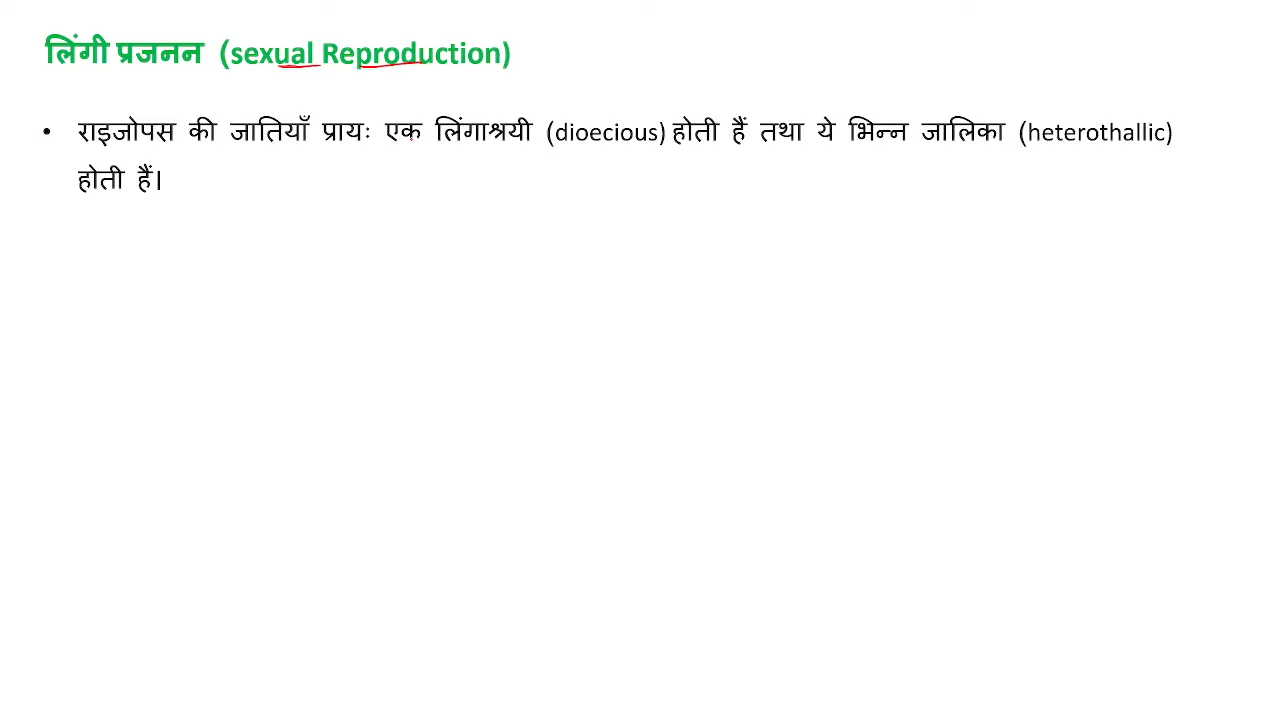 लिंगी प्रजनन (sexual Reproduction)
• राइजोपस की जातियाँ प्रायः एक लिंगाश्रयी (dioecious) होती हैं तथा ये भिन्न जालिका (heterothallic)
होती हैं।